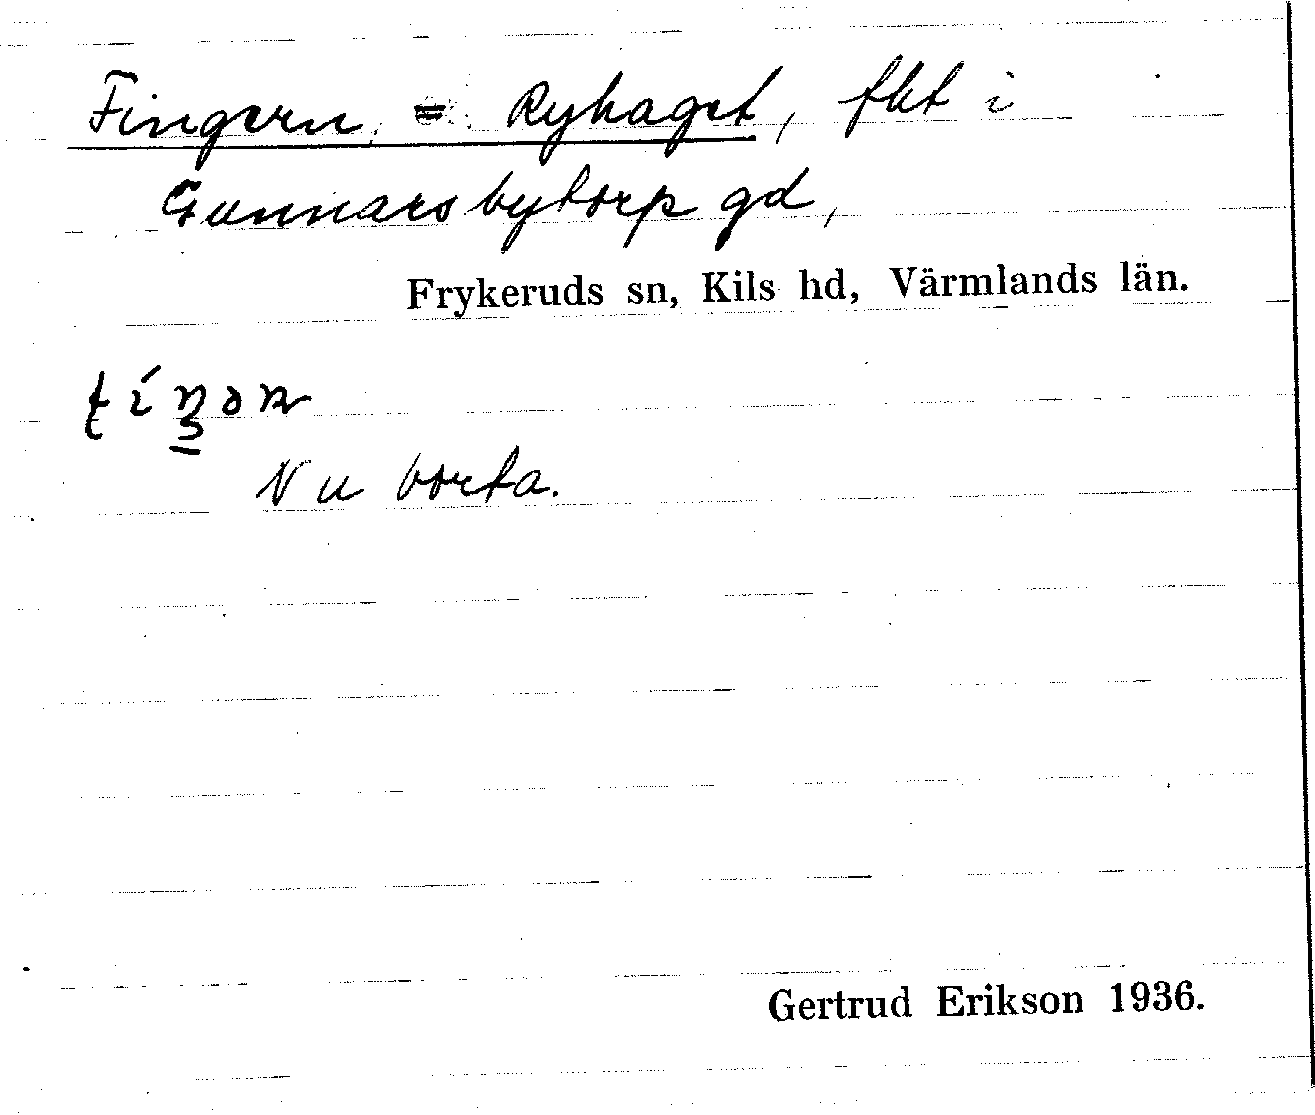 Fingern = Ryhaget, fkt i
Gunnarsbytorp gd,
Frykeruds sn, Kils hd, Värmlands län.
Nu borta.
Gertrud Erikson 1936.